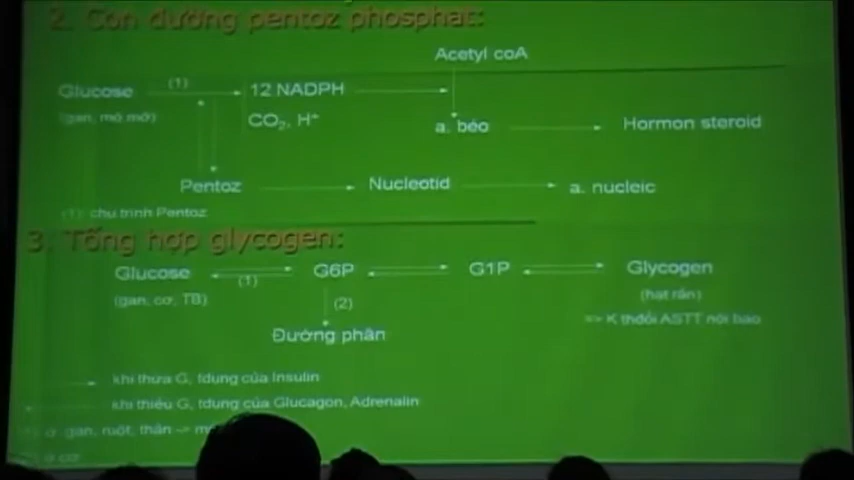 2. Con đường pentoz phosphat:
Acetyl coA
Glucose (1) 12 NADPH
(gan, mô mỡ) CO₂, H⁺ a. béo Hormon steroid
Pentoz Nucleotid a. nucleic
(1): chu trình Pentoz
3. Tổng hợp glycogen:
Glucose (1) G6P G1P Glycogen
(gan, cơ, TB) (2) (hạt rắn)
Đường phân => K thđổi ASTT nội bào
khi thừa G, tdụng của Insulin
khi thiếu G, tdụng của Glucagon, Adrenalin
ở gan, ruột, thận ->
ở cơ